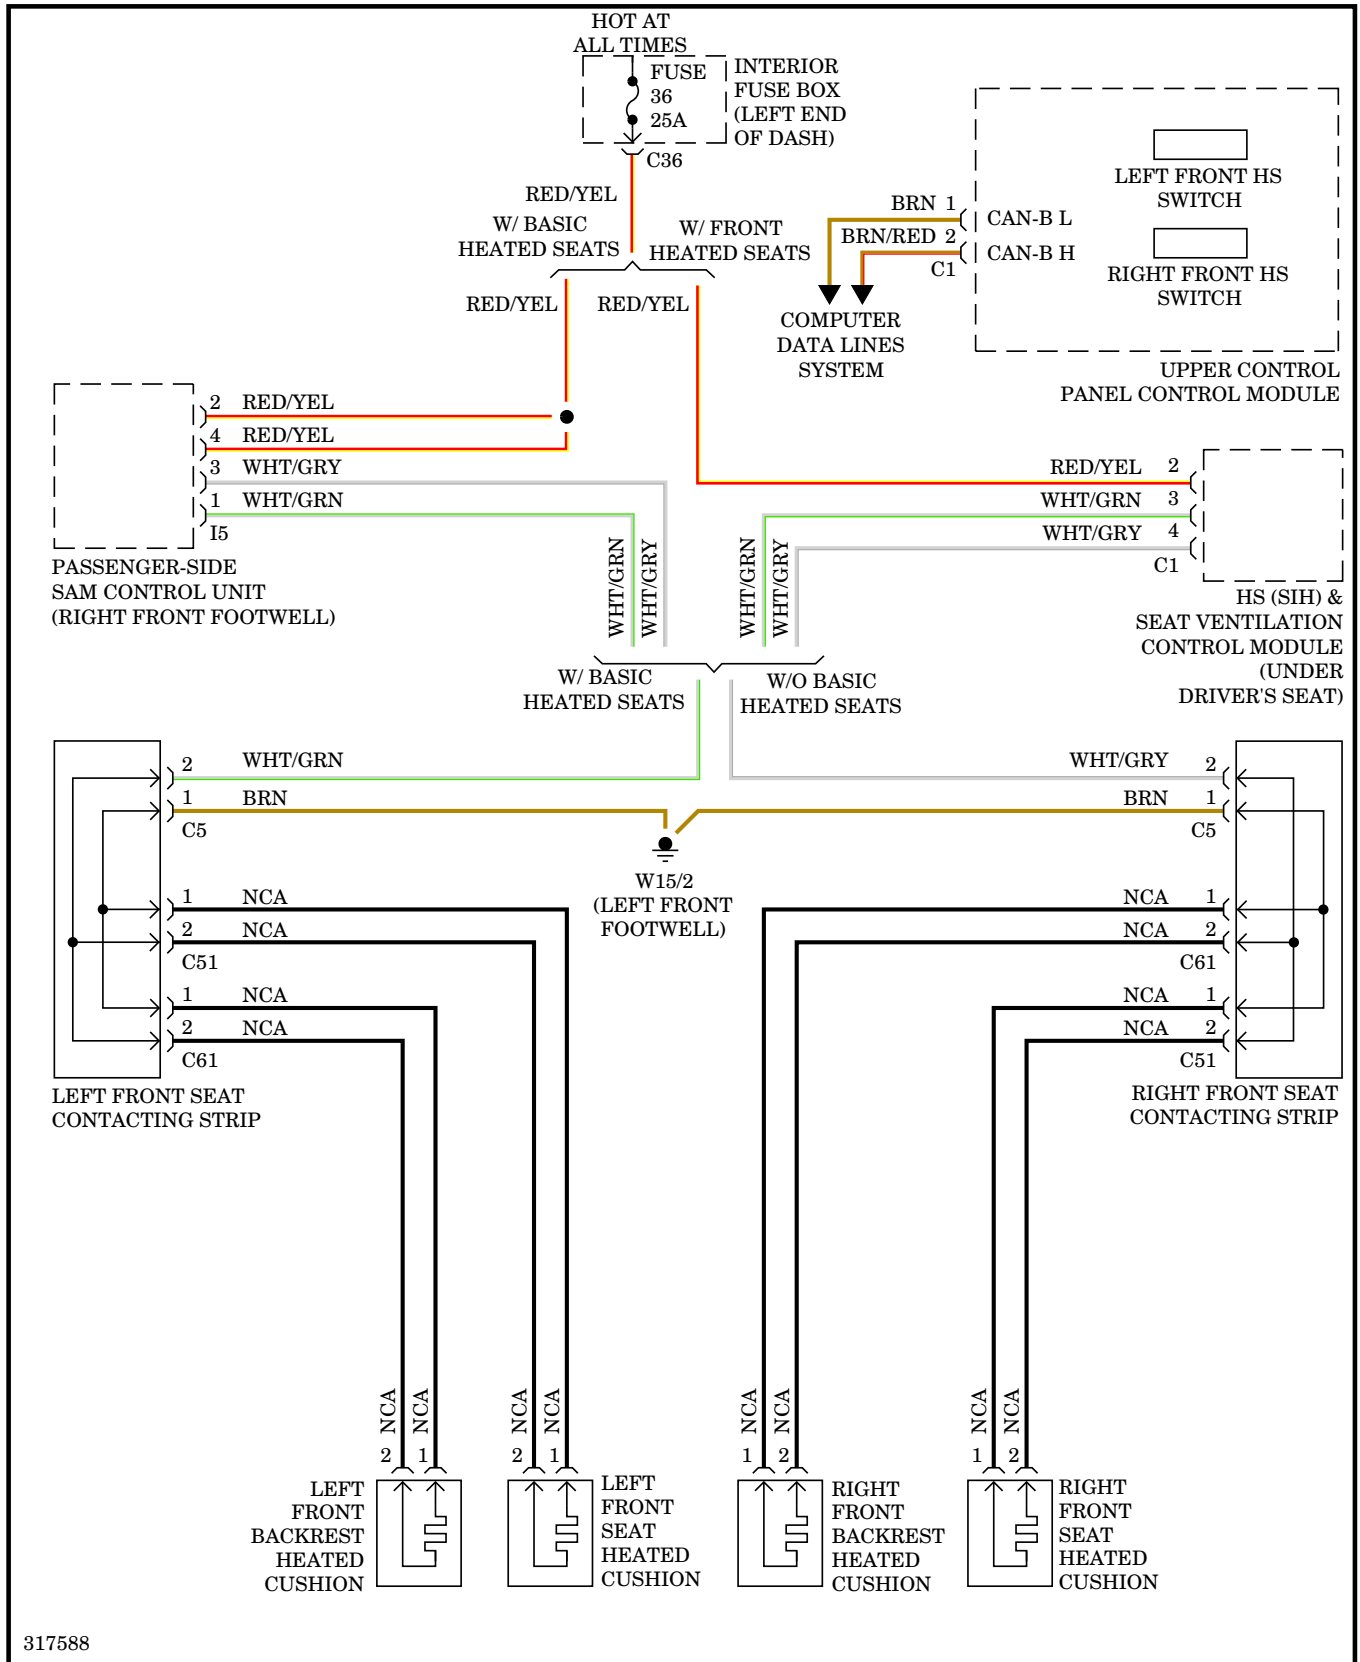 HOT AT
ALL TIMES
FUSE
36
25A
INTERIOR
FUSE BOX
(LEFT END
OF DASH)
C36
RED/YEL
W/ BASIC
HEATED SEATS
W/ FRONT
HEATED SEATS
RED/YEL
RED/YEL
BRN 1
BRN/RED 2
C1
CAN-B L
CAN-B H
LEFT FRONT HS
SWITCH
RIGHT FRONT HS
SWITCH
COMPUTER
DATA LINES
SYSTEM
UPPER CONTROL
PANEL CONTROL MODULE
2 RED/YEL
4 RED/YEL
3 WHT/GRY
1 WHT/GRN
I5
PASSENGER-SIDE
SAM CONTROL UNIT
(RIGHT FRONT FOOTWELL)
RED/YEL 2
WHT/GRN 3
WHT/GRY 4
C1
HS (SIH) &
SEAT VENTILATION
CONTROL MODULE
(UNDER
DRIVER'S SEAT)
WHT/GRN
WHT/GRY
WHT/GRN
WHT/GRY
W/ BASIC
HEATED SEATS
W/O BASIC
HEATED SEATS
2 WHT/GRN
1 BRN
C5
WHT/GRY 2
BRN 1
C5
W15/2
(LEFT FRONT
FOOTWELL)
1 NCA
2 NCA
C51
1 NCA
2 NCA
C61
LEFT FRONT SEAT
CONTACTING STRIP
NCA 1
NCA 2
C61
NCA 1
NCA 2
C51
RIGHT FRONT SEAT
CONTACTING STRIP
NCA
NCA
NCA
NCA
NCA
NCA
NCA
NCA
2 1
2 1
1 2
1 2
LEFT
FRONT
BACKREST
HEATED
CUSHION
LEFT
FRONT
SEAT
HEATED
CUSHION
RIGHT
FRONT
BACKREST
HEATED
CUSHION
RIGHT
FRONT
SEAT
HEATED
CUSHION
317588